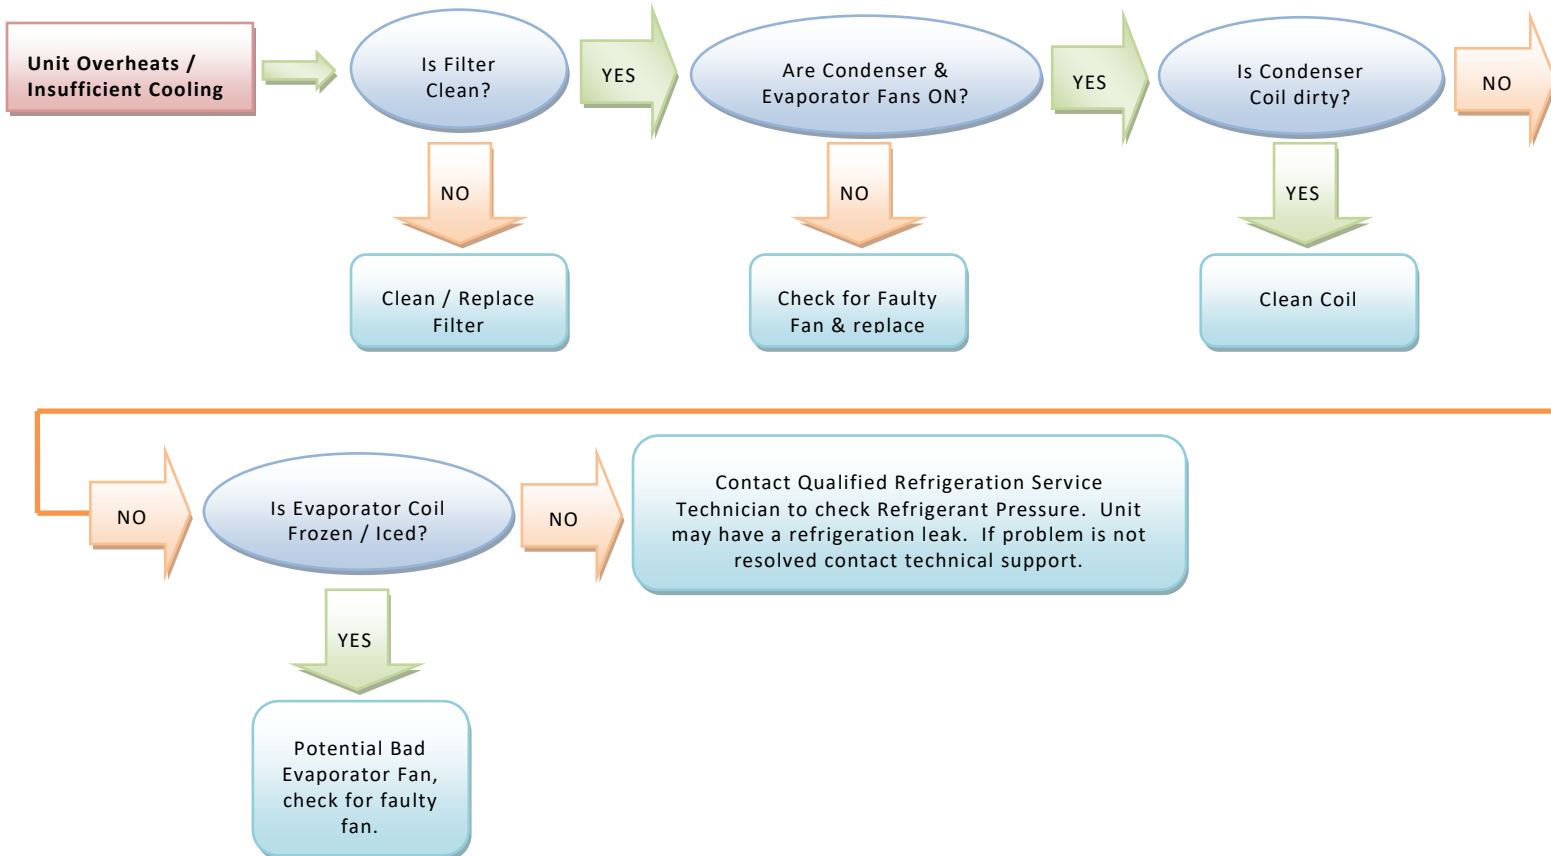 Unit Overheats /
Insufficient Cooling
Is Filter
Clean?
YES
Are Condenser &
Evaporator Fans ON?
YES
Is Condenser
Coil dirty?
NO
NO
NO
YES
Clean / Replace
Filter
Check for Faulty
Fan & replace
Clean Coil
NO
Is Evaporator Coil
Frozen / Iced?
NO
Contact Qualified Refrigeration Service
Technician to check Refrigerant Pressure.  Unit
may have a refrigeration leak.  If problem is not
resolved contact technical support.
YES
Potential Bad
Evaporator Fan,
check for faulty
fan.